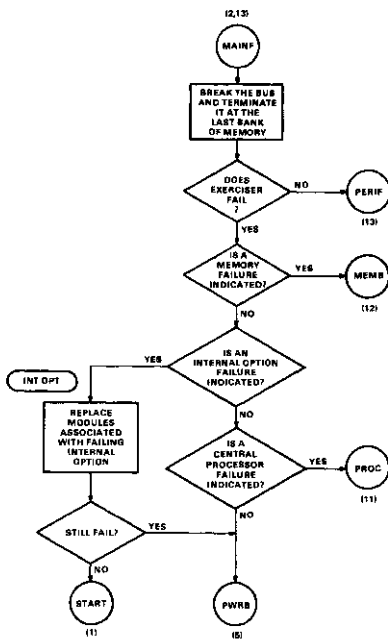 (2,13)
MAINF
BREAK THE BUS
AND TERMINATE
IT AT THE
LAST BANK
OF MEMORY
DOES
EXERCISER
FAIL
?
NO
PERIF
(13)
YES
IS A
MEMORY
FAILURE
INDICATED?
YES
MEMB
(12)
NO
IS AN
INTERNAL OPTION
FAILURE
INDICATED?
YES
INT OPT
REPLACE
MODULES
ASSOCIATED
WITH FAILING
INTERNAL
OPTION
NO
IS A
CENTRAL
PROCESSOR
FAILURE
INDICATED?
YES
PROC
(11)
NO
STILL FAIL?
YES
NO
START
(1)
PWRB
(5)